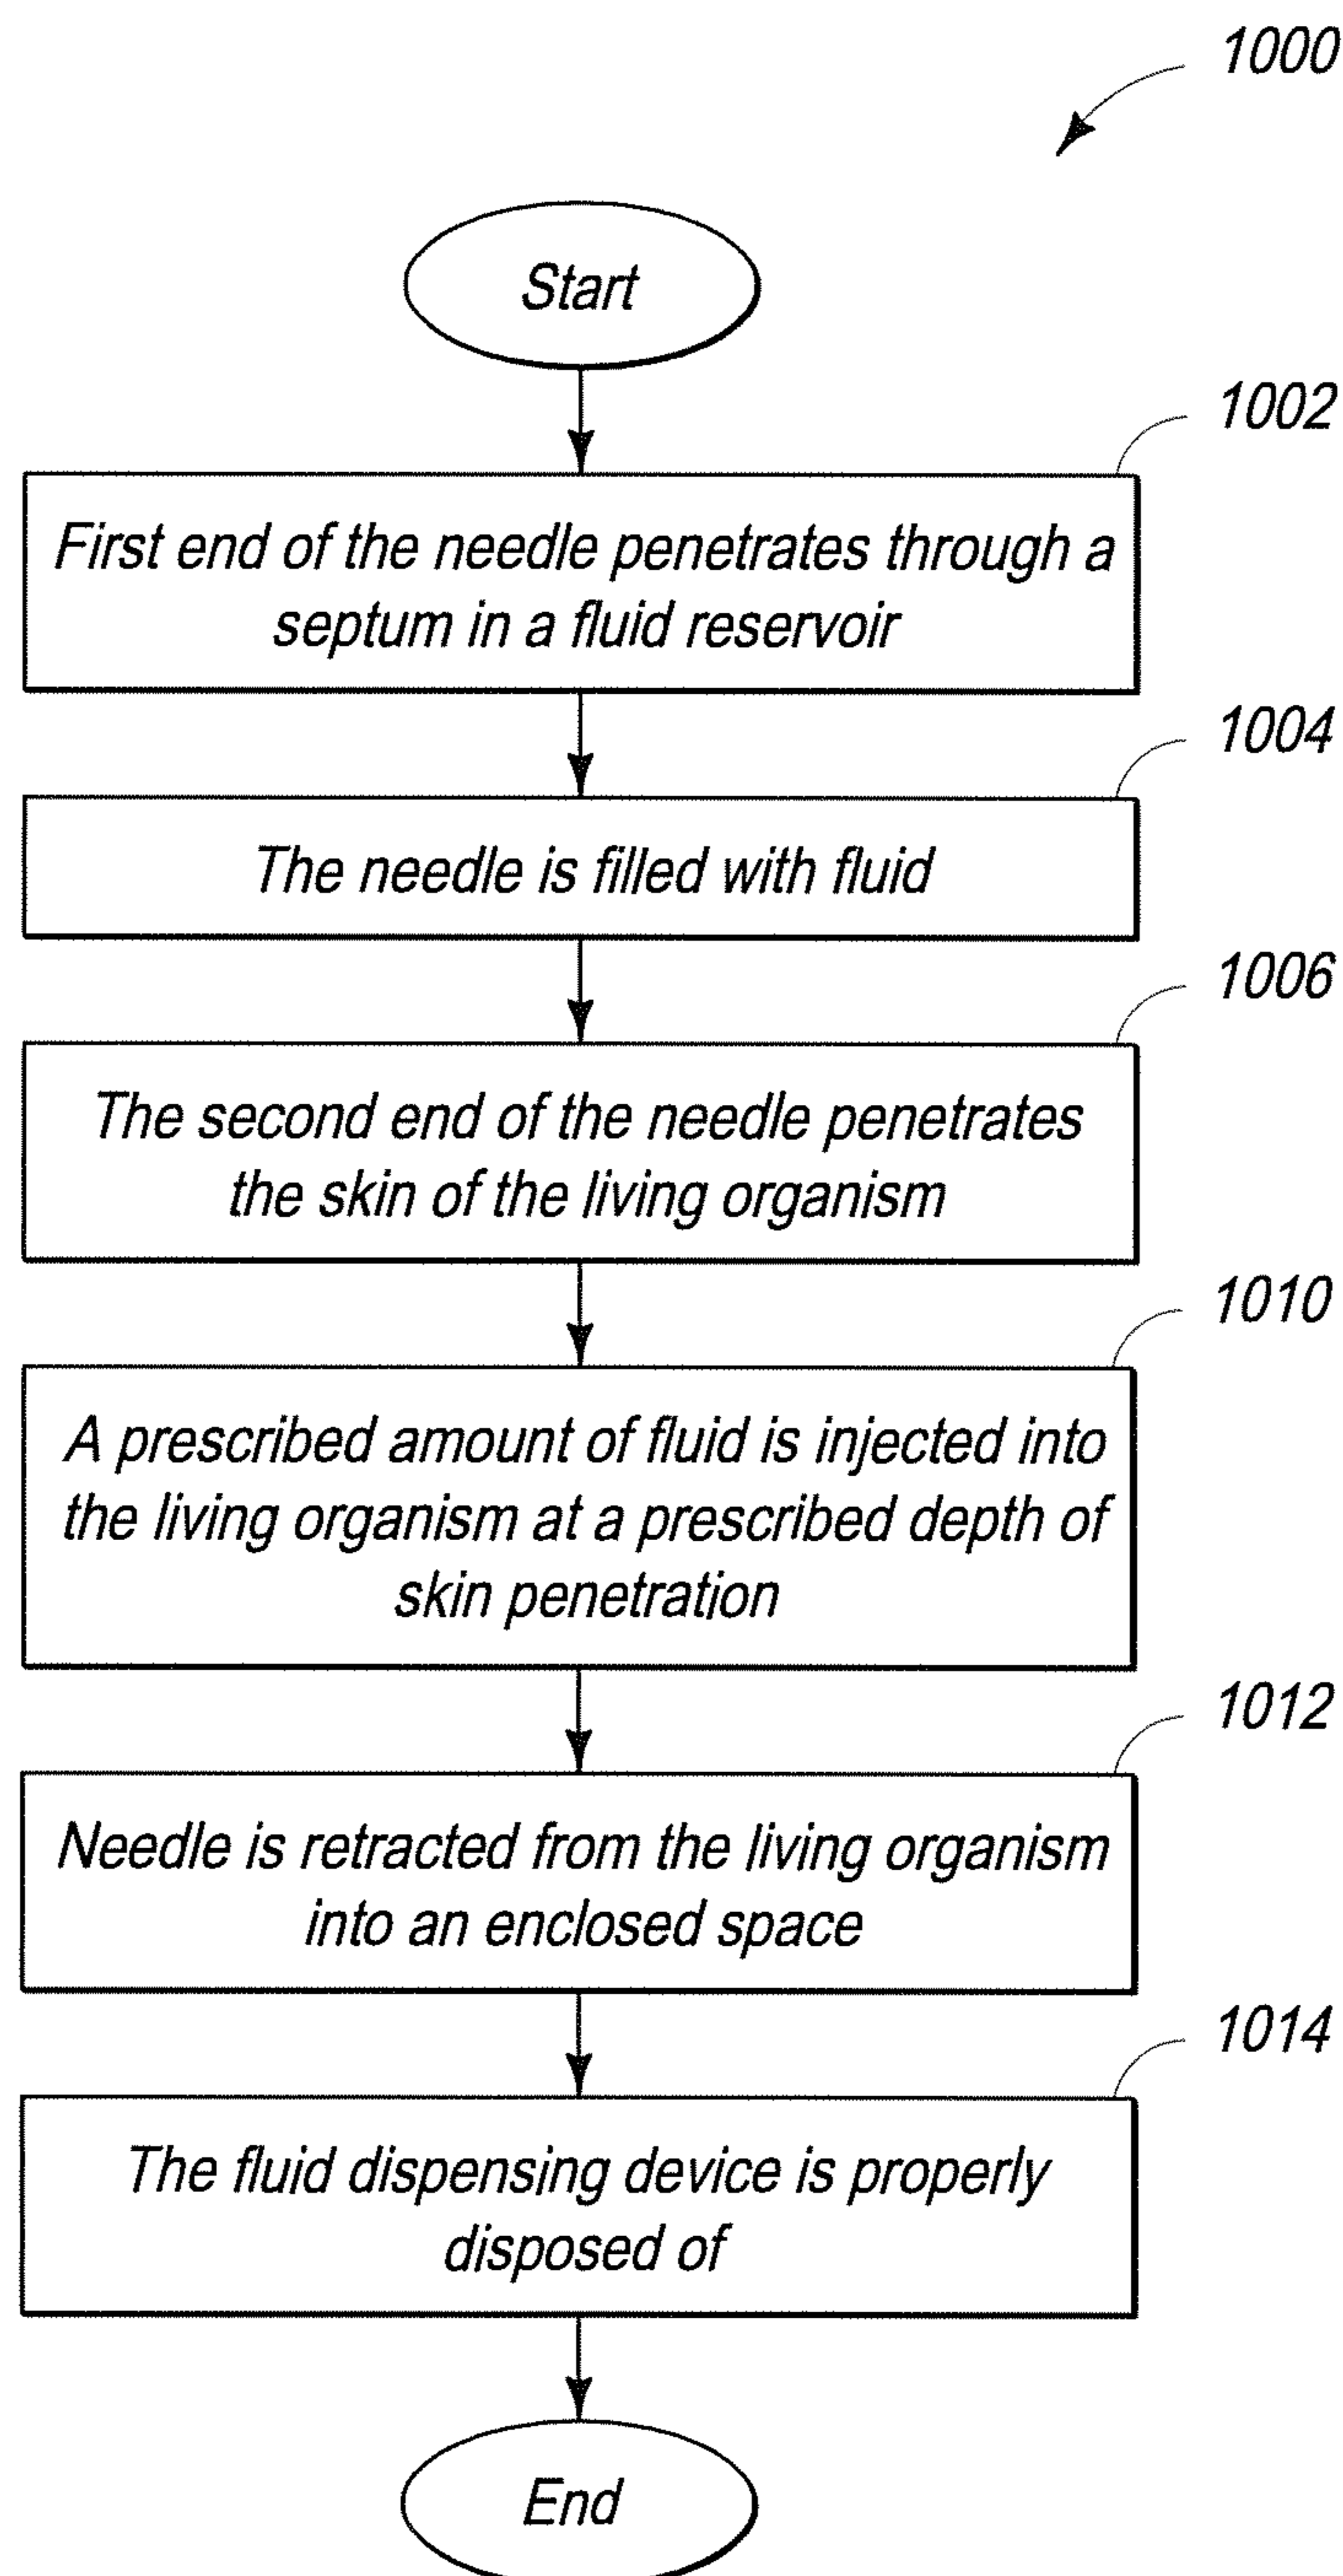 1000
Start
1002
First end of the needle penetrates through a
septum in a fluid reservoir
1004
The needle is filled with fluid
1006
The second end of the needle penetrates
the skin of the living organism
1010
A prescribed amount of fluid is injected into
the living organism at a prescribed depth of
skin penetration
1012
Needle is retracted from the living organism
into an enclosed space
1014
The fluid dispensing device is properly
disposed of
End